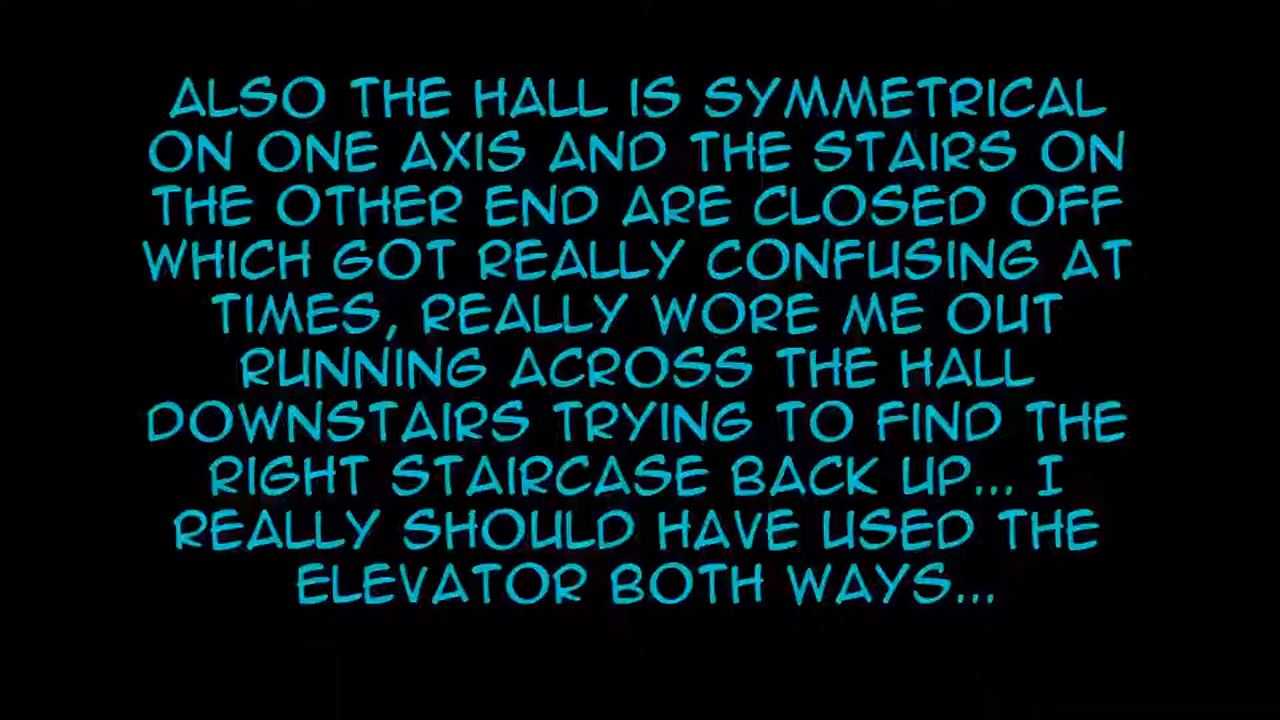 ALSO THE HALL IS SYMMETRICAL
ON ONE AXIS AND THE STAIRS ON
THE OTHER END ARE CLOSED OFF
WHICH GOT REALLY CONFUSING AT
TIMES, REALLY WORE ME OUT
RUNNING ACROSS THE HALL
DOWNSTAIRS TRYING TO FIND THE
RIGHT STAIRCASE BACK UP... I
REALLY SHOULD HAVE USED THE
ELEVATOR BOTH WAYS...